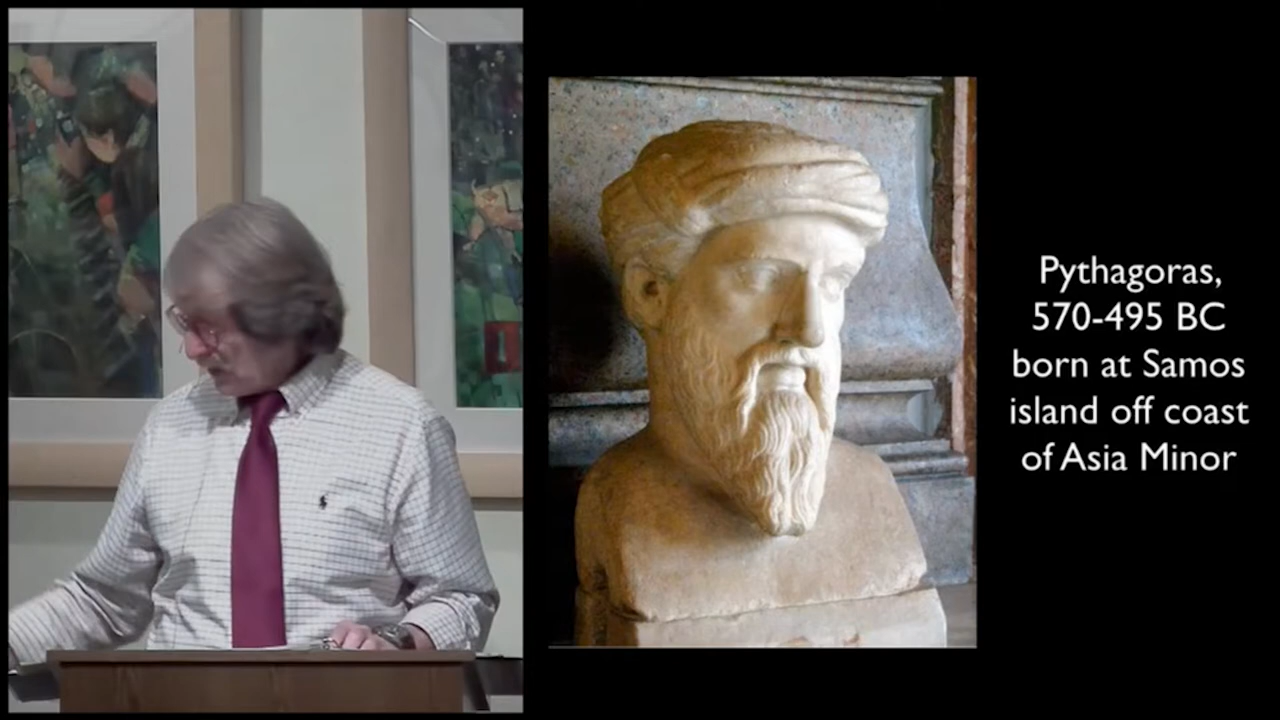 Pythagoras,
570-495 BC
born at Samos
island off coast
of Asia Minor